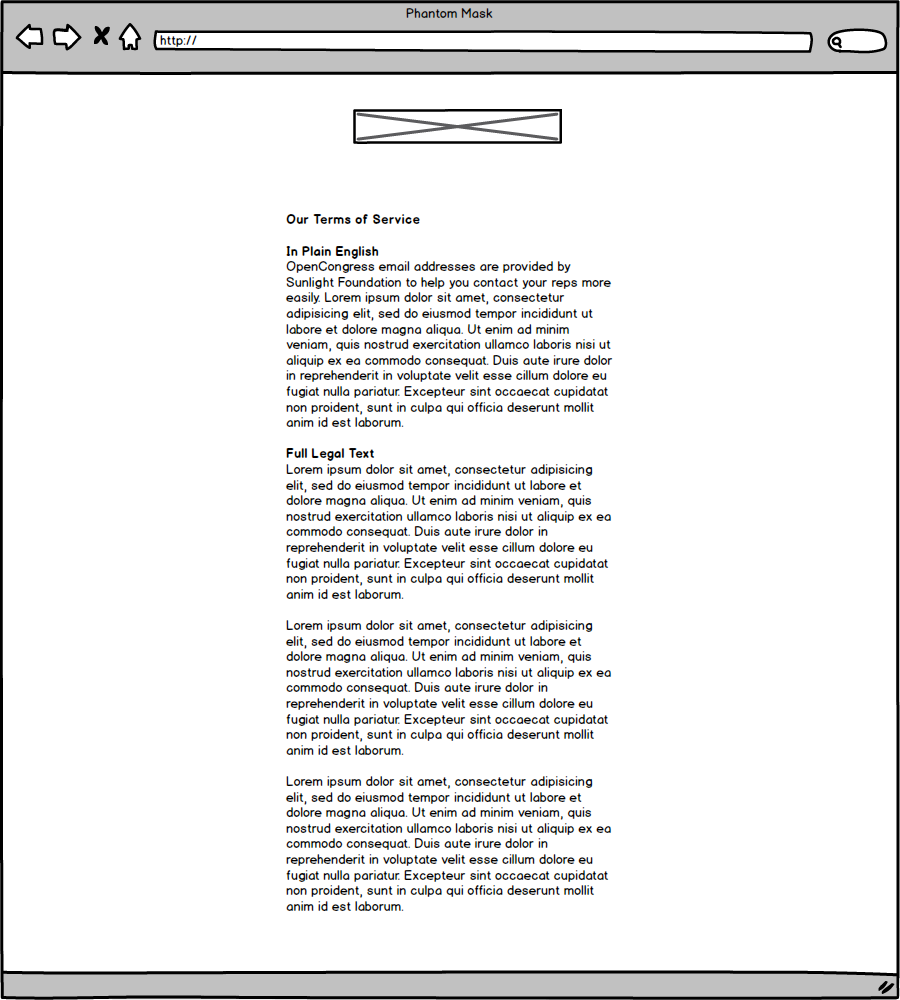 Phantom Mask
http://
Our Terms of Service
In Plain English
OpenCongress email addresses are provided by
Sunlight Foundation to help you contact your reps more
easily. Lorem ipsum dolor sit amet, consectetur
adipisicing elit, sed do eiusmod tempor incididunt ut
labore et dolore magna aliqua. Ut enim ad minim
veniam, quis nostrud exercitation ullamco laboris nisi ut
aliquip ex ea commodo consequat. Duis aute irure dolor
in reprehenderit in voluptate velit esse cillum dolore eu
fugiat nulla pariatur. Excepteur sint occaecat cupidatat
non proident, sunt in culpa qui officia deserunt mollit
anim id est laborum.
Full Legal Text
Lorem ipsum dolor sit amet, consectetur adipisicing
elit, sed do eiusmod tempor incididunt ut labore et
dolore magna aliqua. Ut enim ad minim veniam, quis
nostrud exercitation ullamco laboris nisi ut aliquip ex ea
commodo consequat. Duis aute irure dolor in
reprehenderit in voluptate velit esse cillum dolore eu
fugiat nulla pariatur. Excepteur sint occaecat cupidatat
non proident, sunt in culpa qui officia deserunt mollit
anim id est laborum.
Lorem ipsum dolor sit amet, consectetur adipisicing
elit, sed do eiusmod tempor incididunt ut labore et
dolore magna aliqua. Ut enim ad minim veniam, quis
nostrud exercitation ullamco laboris nisi ut aliquip ex ea
commodo consequat. Duis aute irure dolor in
reprehenderit in voluptate velit esse cillum dolore eu
fugiat nulla pariatur. Excepteur sint occaecat cupidatat
non proident, sunt in culpa qui officia deserunt mollit
anim id est laborum.
Lorem ipsum dolor sit amet, consectetur adipisicing
elit, sed do eiusmod tempor incididunt ut labore et
dolore magna aliqua. Ut enim ad minim veniam, quis
nostrud exercitation ullamco laboris nisi ut aliquip ex ea
commodo consequat. Duis aute irure dolor in
reprehenderit in voluptate velit esse cillum dolore eu
fugiat nulla pariatur. Excepteur sint occaecat cupidatat
non proident, sunt in culpa qui officia deserunt mollit
anim id est laborum.